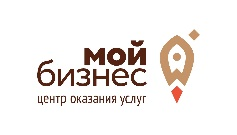 мой
бизнес
центр оказания услуг